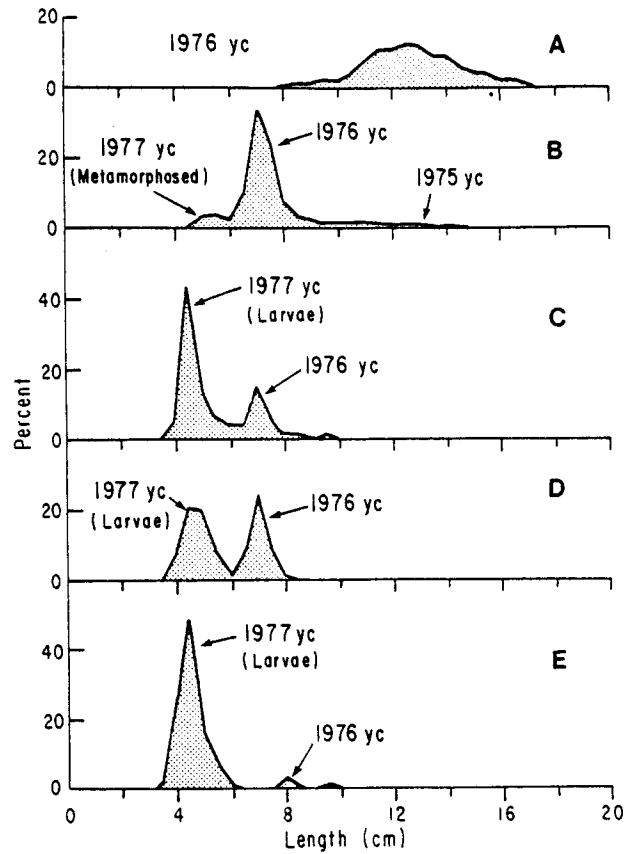 20
1976 yc
A
0
1976 yc
1977 yc
(Metamorphosed)
20
B
1975 yc
0
1977 yc
(Larvae)
40
C
1976 yc
20
0
Percent
1977 yc
(Larvae)
D
1976 yc
20
0
1977 yc
(Larvae)
E
40
1976 yc
20
0
0 4 8 12 16 20
Length (cm)